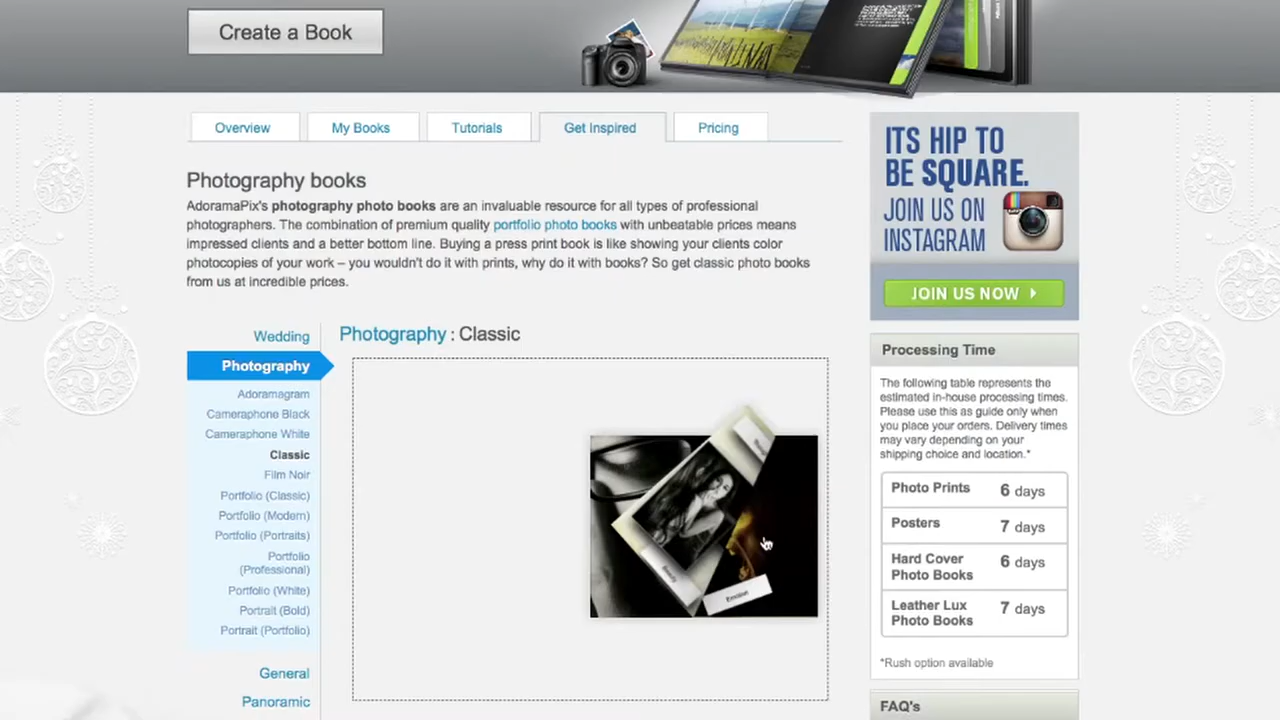 Create a Book
Overview
My Books
Tutorials
Get Inspired
Pricing
Photography books
AdoramaPix's photography photo books are an invaluable resource for all types of professional
photographers. The combination of premium quality portfolio photo books with unbeatable prices means
impressed clients and a better bottom line. Buying a press print book is like showing your clients color
photocopies of your work – you wouldn't do it with prints, why do it with books? So get classic photo books
from us at incredible prices.
Wedding
Photography
Adoramagram
Cameraphone Black
Cameraphone White
Classic
Film Noir
Portfolio (Classic)
Portfolio (Modern)
Portfolio (Portraits)
Portfolio
(Professional)
Portfolio (White)
Portrait (Bold)
Portrait (Portfolio)
General
Panoramic
Photography : Classic
Beauty
ITS HIP TO
BE SQUARE.
JOIN US ON
INSTAGRAM
JOIN US NOW
Processing Time
The following table represents the
estimated in-house processing times.
Please use this as guide only when
you place your orders. Delivery times
may vary depending on your
shipping choice and location.*
Photo Prints 6 days
Posters 7 days
Hard Cover
Photo Books 6 days
Leather Lux
Photo Books 7 days
*Rush option available
FAQ's